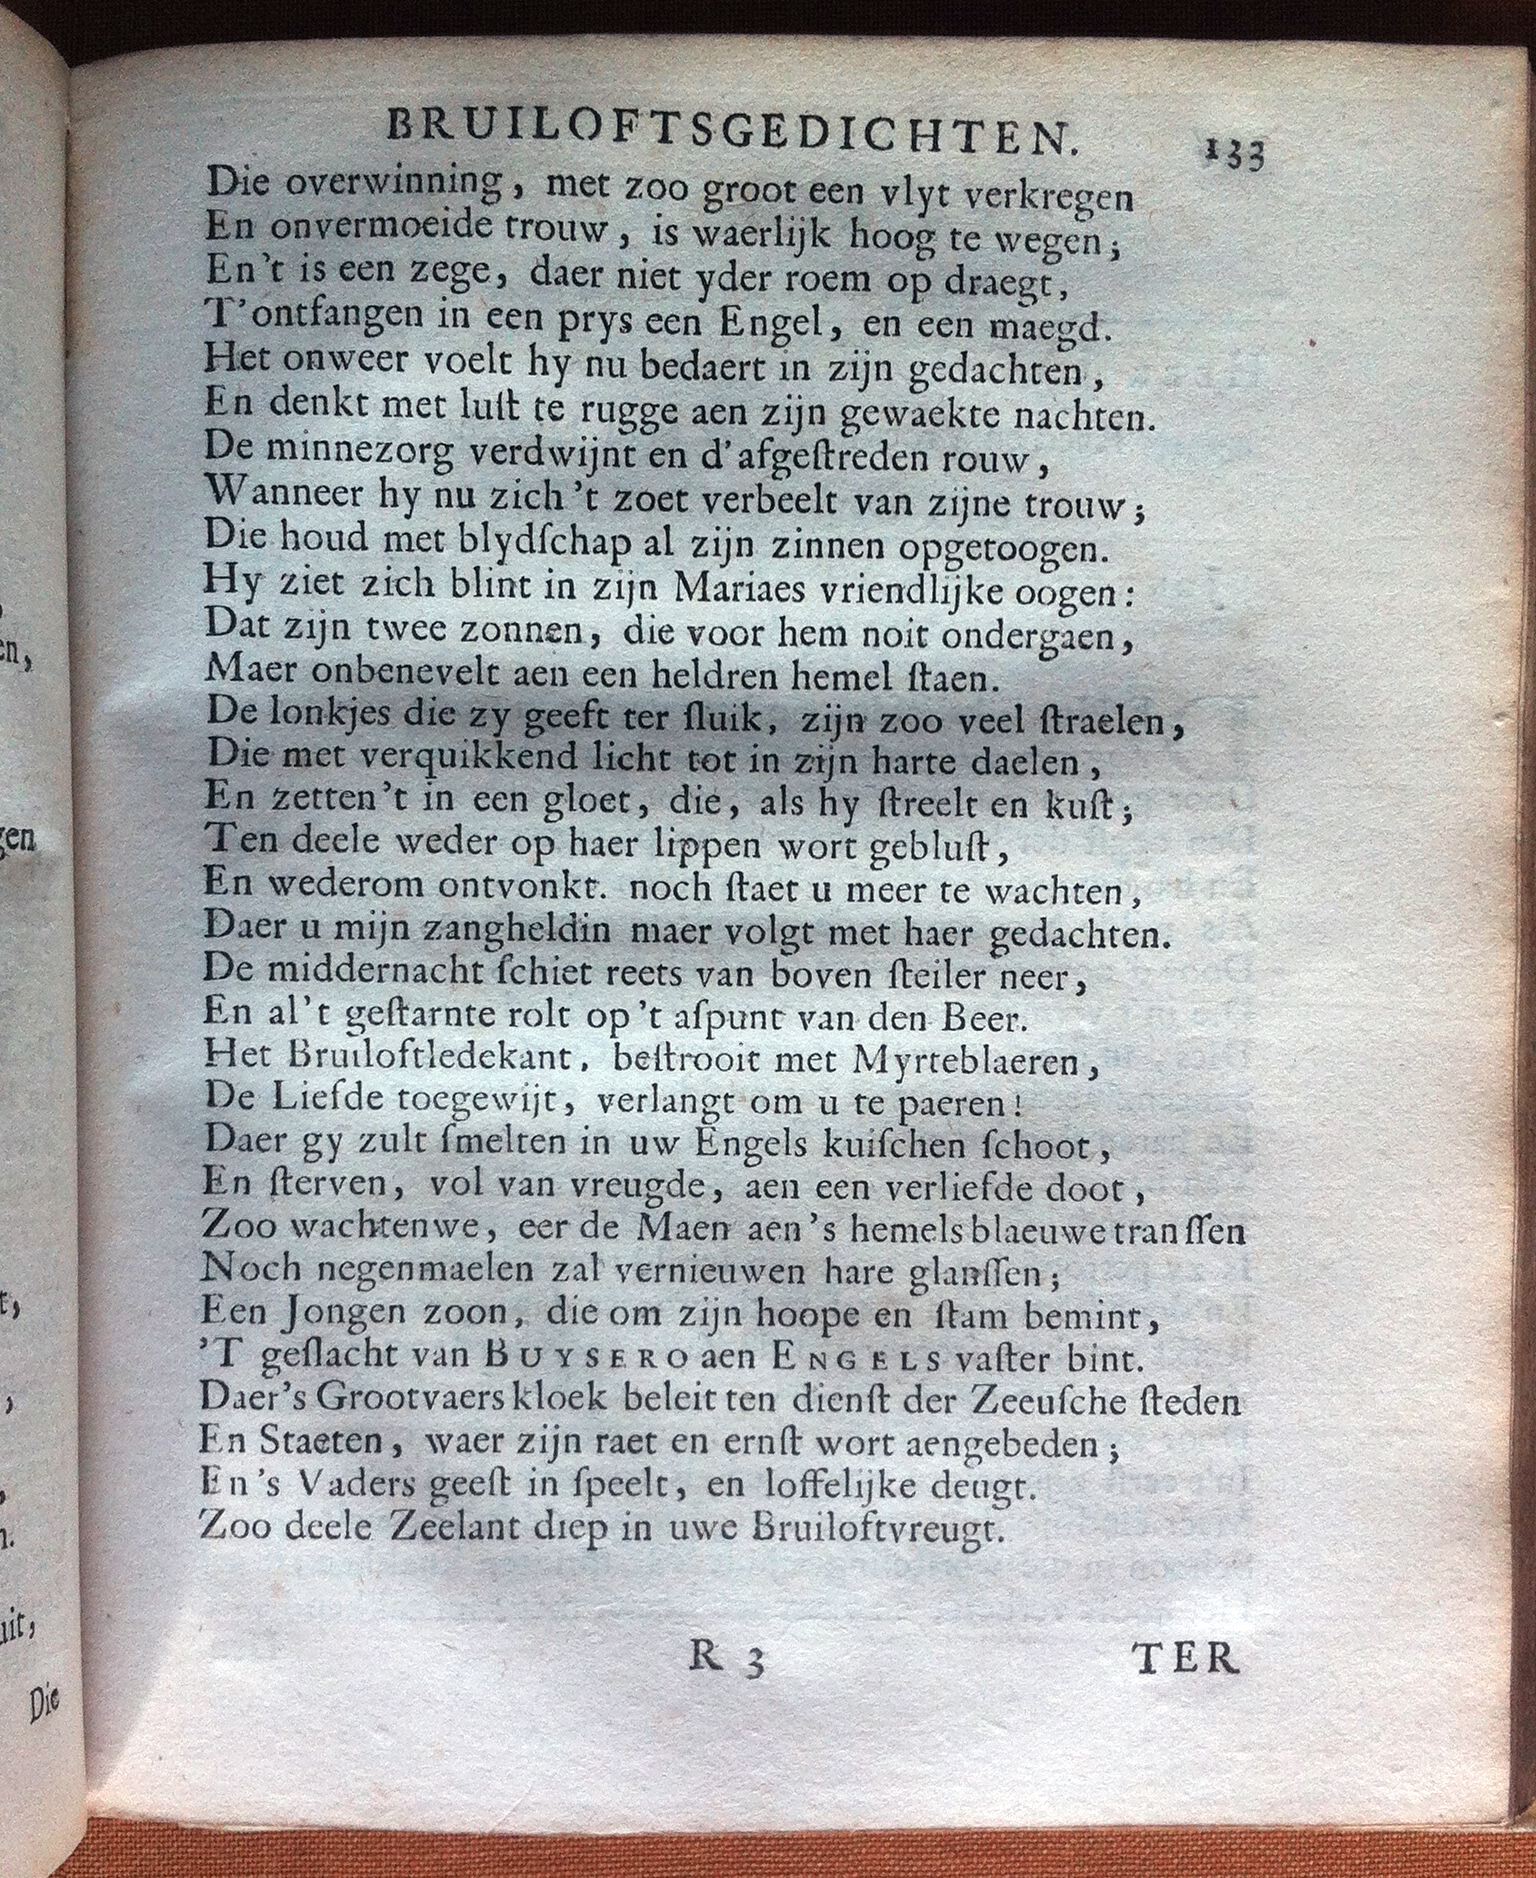 BRUILOFTSGEDICHTEN. 133
Die overwinning, met zoo groot een vlyt verkregen
En onvermoeide trouw, is waerlijk hoog te wegen;
En't is een zege, daer niet yder roem op draegt,
T'ontfangen in een prys een Engel, en een maegd.
Het onweer voelt hy nu bedaert in zijn gedachten,
En denkt met luſt te rugge aen zijn gewaekte nachten.
De minnezorg verdwijnt en d'afgeſtreden rouw,
Wanneer hy nu zich 't zoet verbeelt van zijne trouw;
Die houd met blydſchap al zijn zinnen opgetoogen.
Hy ziet zich blint in zijn Mariaes vriendlijke oogen:
Dat zijn twee zonnen, die voor hem noit ondergaen,
Maer onbenevelt aen een heldren hemel ſtaen.
De lonkjes die zy geeft ter ſluik, zijn zoo veel ſtraelen,
Die met verquikkend licht tot in zijn harte daelen,
En zetten't in een gloet, die, als hy ſtreelt en kuſt;
Ten deele weder op haer lippen wort gebluſt,
En wederom ontvonkt. noch ſtaet u meer te wachten,
Daer u mijn zangheldin maer volgt met haer gedachten.
De middernacht ſchiet reets van boven ſteiler neer,
En al't geſtarnte rolt op 't aſpunt van den Beer.
Het Bruiloftledekant, beſtrooit met Myrteblaeren,
De Liefde toegewijt, verlangt om u te paeren!
Daer gy zult ſmelten in uw Engels kuiſchen ſchoot,
En ſterven, vol van vreugde, aen een verliefde doot,
Zoo wachten we, eer de Maen aen's hemels blaeuwe tranſſen
Noch negenmaelen zal vernieuwen hare glanſſen;
Een Jongen zoon, die om zijn hoope en ſtam bemint,
'T geſlacht van BUYSERO aen ENGELS vaſter bint.
Daer's Grootvaers kloek beleit ten dienſt der Zeeuſche ſteden
En Staeten, waer zijn raet en ernſt wort aengebeden;
En's Vaders geeſt in ſpeelt, en loffelijke deugt.
Zoo deele Zeelant diep in uwe Bruiloftvreugt.
R 3 TER
en,
gen
t,
,
n.
uit,
Die